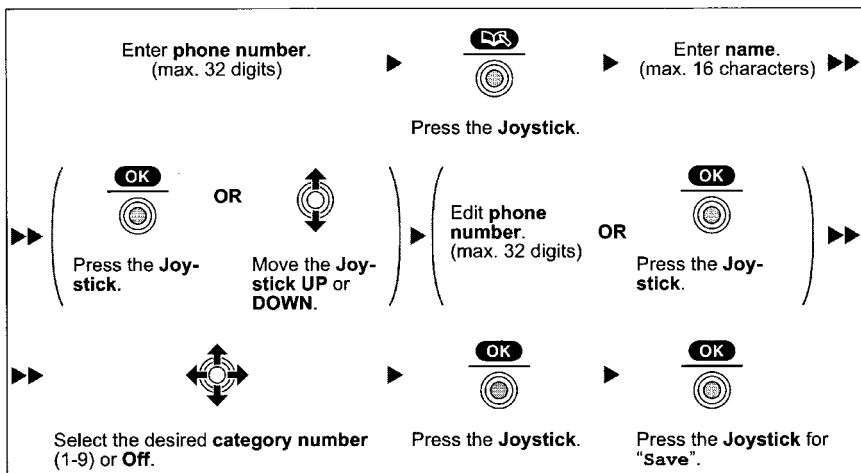 Enter phone number.
(max. 32 digits)
Press the Joystick.
Enter name.
(max. 16 characters)
OK
Press the Joy-
stick.
OR
Move the Joy-
stick UP or
DOWN.
Edit phone
number.
(max. 32 digits)
OR
OK
Press the Joy-
stick.
Select the desired category number
(1-9) or Off.
OK
Press the Joystick.
OK
Press the Joystick for
"Save".